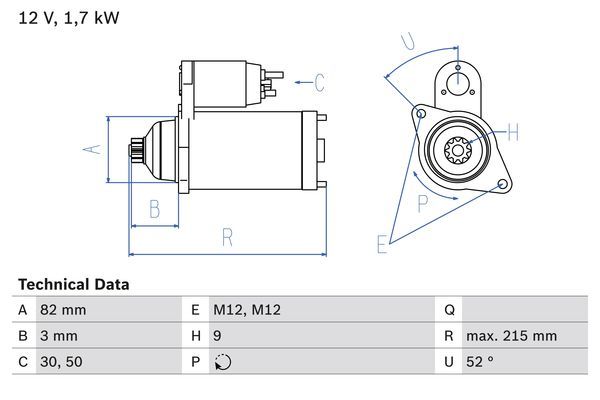 12 V, 1,7 kW
U
C
A
H
B
P
R
E
Technical Data
A 82 mm E M12, M12 Q
B 3 mm H 9 R max. 215 mm
C 30, 50 P U 52 °